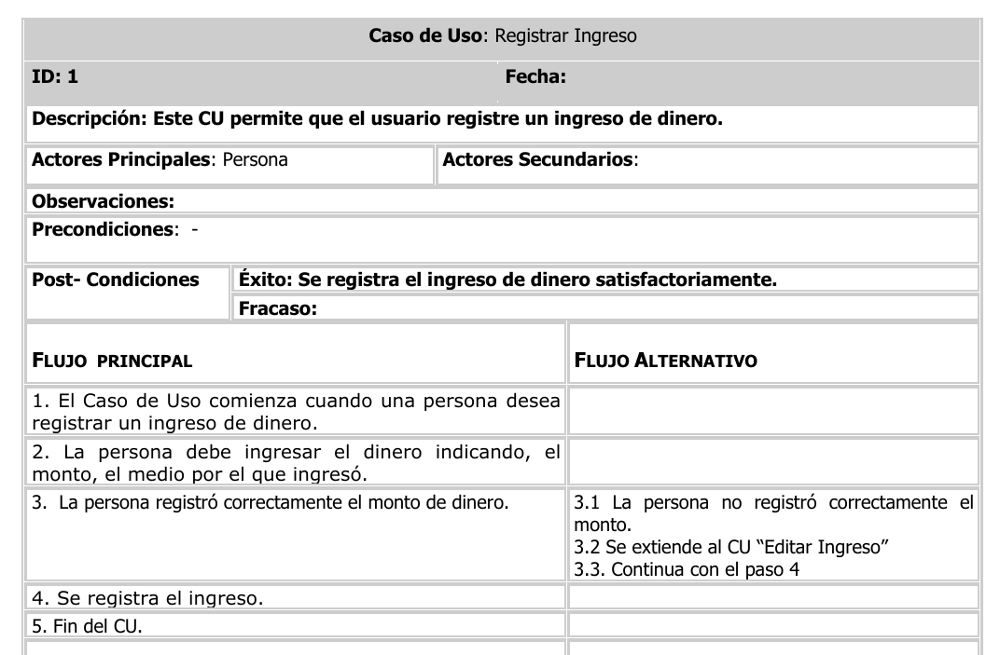 Caso de Uso: Registrar Ingreso
ID: 1 Fecha:
Descripción: Este CU permite que el usuario registre un ingreso de dinero.
Actores Principales: Persona Actores Secundarios:
Observaciones:
Precondiciones: -
Post- Condiciones Éxito: Se registra el ingreso de dinero satisfactoriamente.
Fracaso:
FLUJO PRINCIPAL FLUJO ALTERNATIVO
1. El Caso de Uso comienza cuando una persona desea
registrar un ingreso de dinero.
2. La persona debe ingresar el dinero indicando, el
monto, el medio por el que ingresó.
3. La persona registró correctamente el monto de dinero.
3.1 La persona no registró correctamente el
monto.
3.2 Se extiende al CU “Editar Ingreso”
3.3. Continua con el paso 4
4. Se registra el ingreso.
5. Fin del CU.